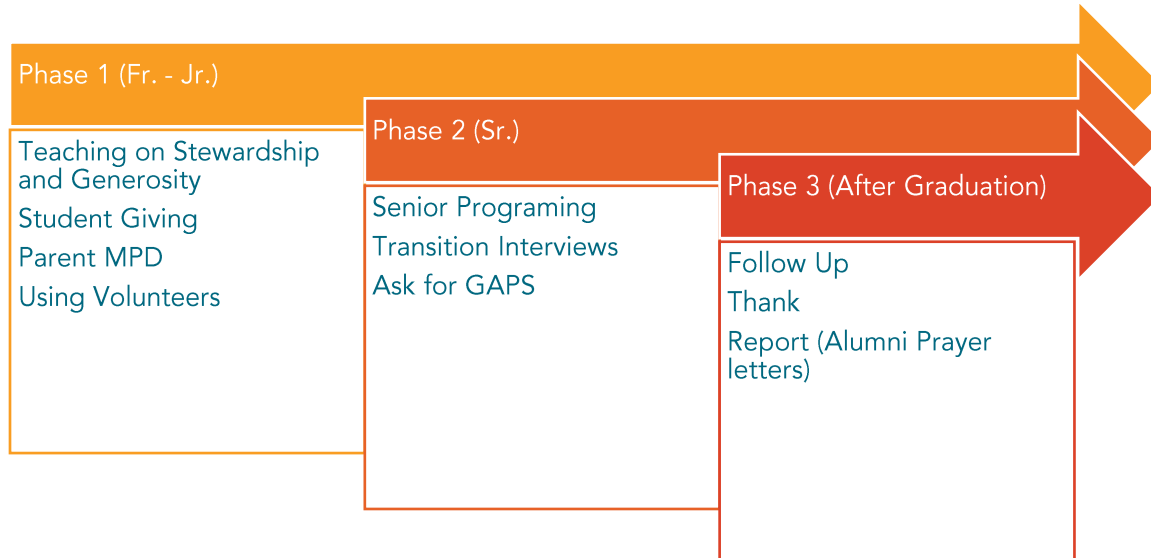 Phase 1 (Fr. - Jr.)
Teaching on Stewardship
and Generosity
Student Giving
Parent MPD
Using Volunteers
Phase 2 (Sr.)
Senior Programing
Transition Interviews
Ask for GAPS
Phase 3 (After Graduation)
Follow Up
Thank
Report (Alumni Prayer
letters)